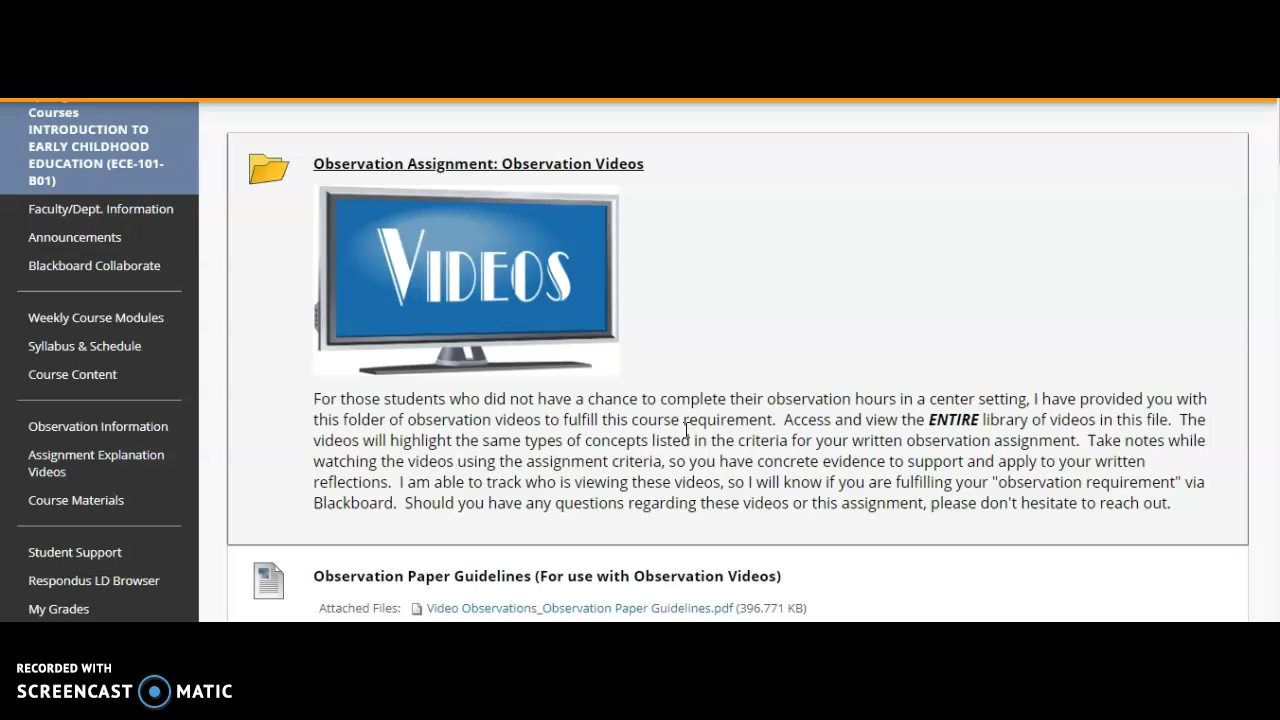 Courses
INTRODUCTION TO
EARLY CHILDHOOD
EDUCATION (ECE-101-
B01)
Faculty/Dept. Information
Announcements
Blackboard Collaborate
Weekly Course Modules
Syllabus & Schedule
Course Content
Observation Information
Assignment Explanation
Videos
Course Materials
Student Support
Respondus LD Browser
My Grades
Observation Assignment: Observation Videos
VIDEOS
For those students who did not have a chance to complete their observation hours in a center setting, I have provided you with
this folder of observation videos to fulfill this course requirement. Access and view the ENTIRE library of videos in this file. The
videos will highlight the same types of concepts listed in the criteria for your written observation assignment. Take notes while
watching the videos using the assignment criteria, so you have concrete evidence to support and apply to your written
reflections. I am able to track who is viewing these videos, so I will know if you are fulfilling your "observation requirement" via
Blackboard. Should you have any questions regarding these videos or this assignment, please don't hesitate to reach out.
Observation Paper Guidelines (For use with Observation Videos)
Attached Files: Video Observations_Observation Paper Guidelines.pdf (396.771 KB)
RECORDED WITH
SCREENCAST MATIC